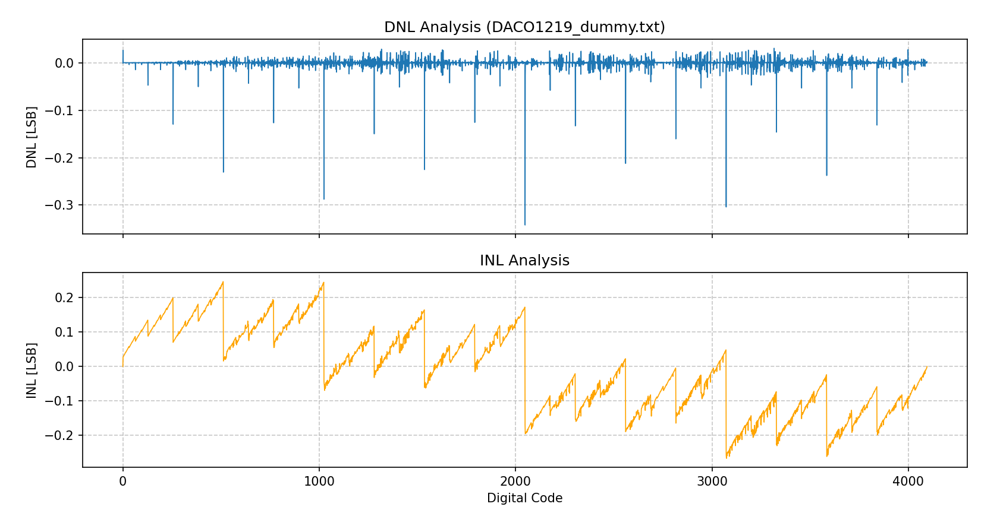 DNL Analysis (DACO1219_dummy.txt)
DNL [LSB]
0.0
−0.1
−0.2
−0.3
INL Analysis
INL [LSB]
0.2
0.1
0.0
−0.1
−0.2
0 1000 2000 3000 4000
Digital Code